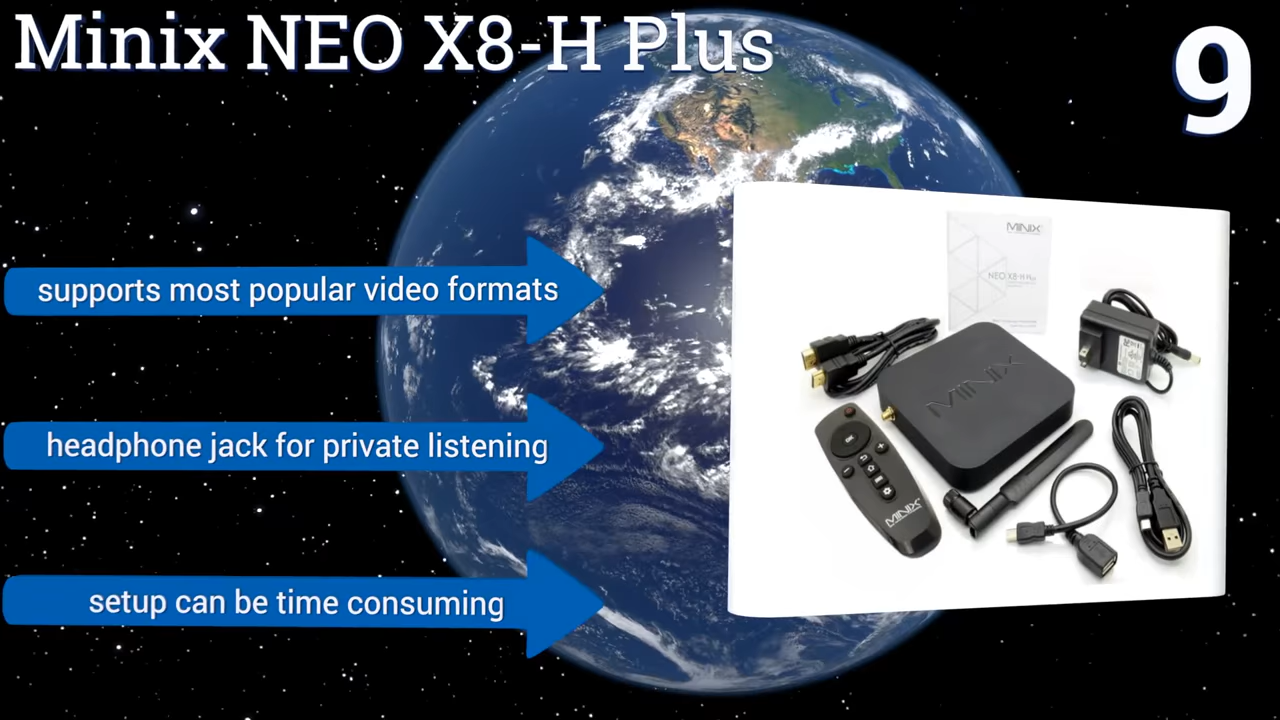 Minix NEO X8-H Plus
9
supports most popular video formats
headphone jack for private listening
setup can be time consuming
MINIX
NEO X8-H Plus
MINIX
OK
MINIX